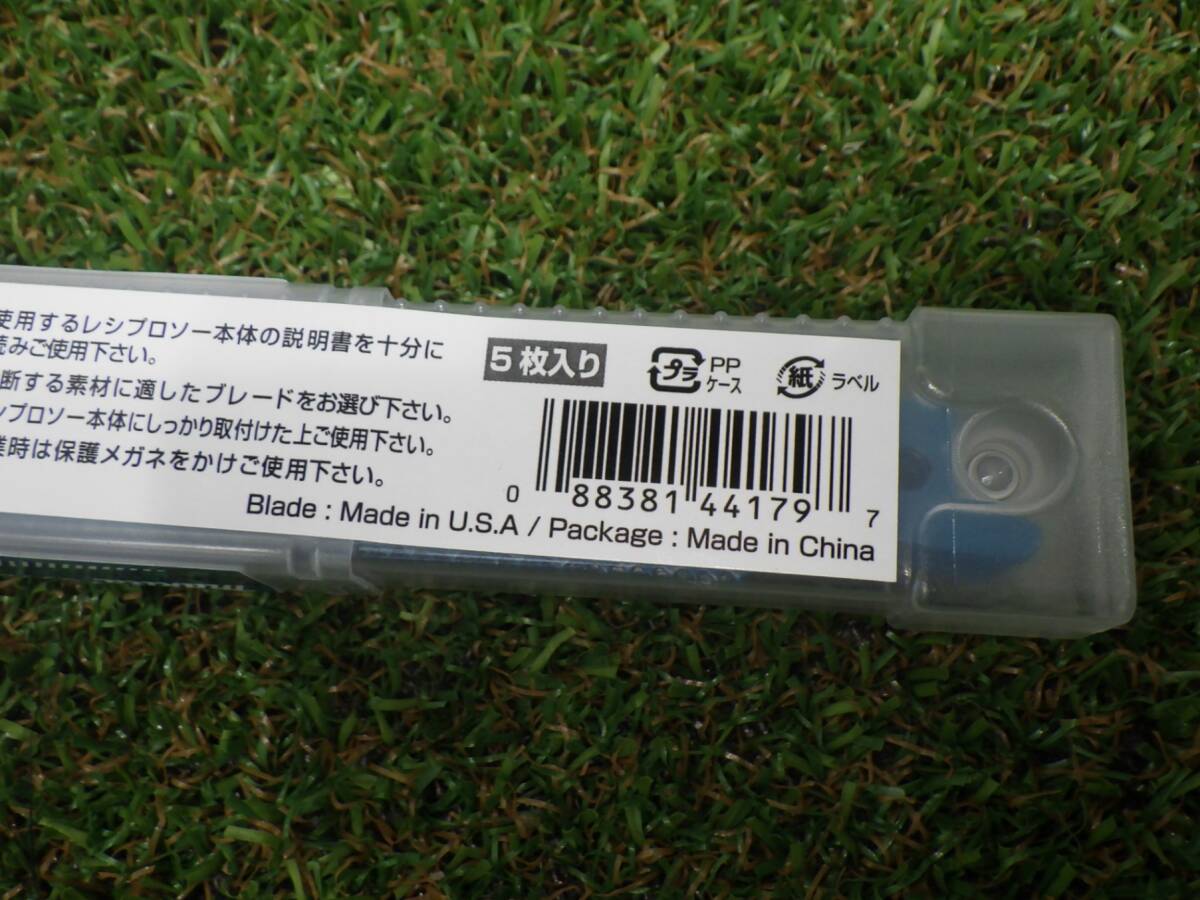 使用するレシプロソー本体の説明書を十分に
読みご使用下さい。
断する素材に適したブレードをお選び下さい。
シプロソー本体にしっかり取付けた上ご使用下さい。
業時は保護メガネをかけご使用下さい。
5枚入り
プラ
PP
ケース
紙
ラベル
0 88381 44179 7
Blade : Made in U.S.A / Package : Made in China